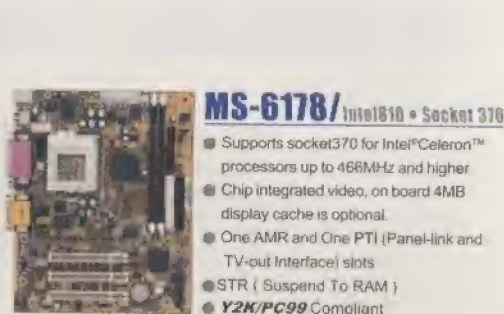 MS-6178/ Intel810 • Socket 370
Supports socket370 for Intel®Celeron™
processors up to 466MHz and higher
Chip integrated video, on board 4MB
display cache is optional.
One AMR and One PTI (Panel-link and
TV-out Interface) slots
STR ( Suspend To RAM )
Y2K/PC99 Compliant